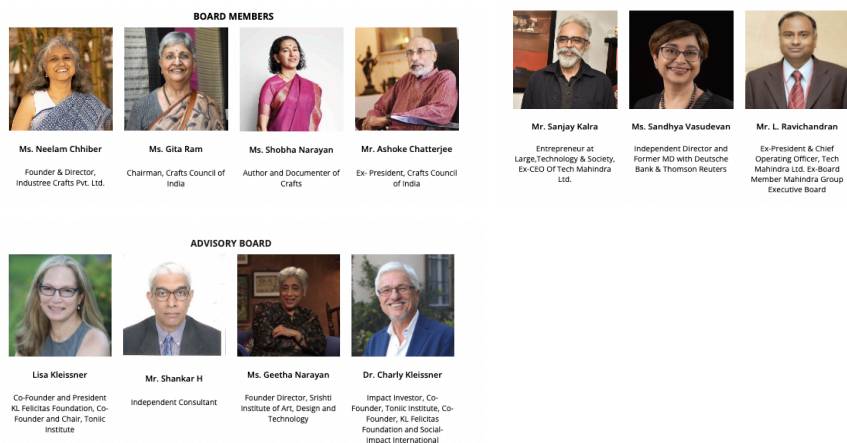 BOARD MEMBERS
Ms. Neelam Chhiber
Founder & Director,
Industree Crafts Pvt. Ltd.
Ms. Gita Ram
Chairman, Crafts Council of
India
Ms. Shobha Narayan
Author and Documenter of
Crafts
Mr. Ashoke Chatterjee
Ex- President, Crafts Council
of India
Mr. Sanjay Kalra
Entrepreneur at
Large,Technology & Society,
Ex-CEO Of Tech Mahindra
Ltd.
Ms. Sandhya Vasudevan
Independent Director and
Former MD with Deutsche
Bank & Thomson Reuters
Mr. L. Ravichandran
Ex-President & Chief
Operating Officer, Tech
Mahindra Ltd. Ex-Board
Member Mahindra Group
Executive Board
ADVISORY BOARD
Lisa Kleissner
Co-Founder and President
KL Felicitas Foundation, Co-
Founder and Chair, Toniic
Institute
Mr. Shankar H
Independent Consultant
Ms. Geetha Narayan
Founder Director, Srishti
Institute of Art, Design and
Technology
Dr. Charly Kleissner
Impact Investor, Co-
Founder, Toniic Institute, Co-
Founder, KL Felicitas
Foundation and Social-
Impact International